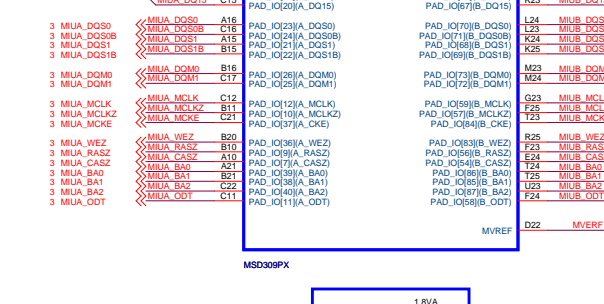 MIUA_DQ15 C15 PAD_IO[20](A_DQ15) PAD_IO[67](B_DQ15) R23 MIUB_DQ15
3 MIUA_DQS0 MIUA_DQS0 A16 PAD_IO[23](A_DQS0) PAD_IO[70](B_DQS0) L24 MIUB_DQS
3 MIUA_DQS0B MIUA_DQS0B C16 PAD_IO[24](A_DQS0B) PAD_IO[71](B_DQS0B) L23 MIUB_DQS
3 MIUA_DQS1 MIUA_DQS1 A15 PAD_IO[21](A_DQS1) PAD_IO[68](B_DQS1) K24 MIUB_DQS
3 MIUA_DQS1B MIUA_DQS1B B15 PAD_IO[22](A_DQS1B) PAD_IO[69](B_DQS1B) K25 MIUB_DQS
3 MIUA_DQM0 MIUA_DQM0 B16 PAD_IO[26](A_DQM0) PAD_IO[73](B_DQM0) M23 MIUB_DQM
3 MIUA_DQM1 MIUA_DQM1 C17 PAD_IO[25](A_DQM1) PAD_IO[72](B_DQM1) M24 MIUB_DQM
3 MIUA_MCLK MIUA_MCLK C12 PAD_IO[12](A_MCLK) PAD_IO[59](B_MCLK) G23 MIUB_MCL
3 MIUA_MCLKZ MIUA_MCLKZ B11 PAD_IO[10](A_MCLKZ) PAD_IO[57](B_MCLKZ) F25 MIUB_MCL
3 MIUA_MCKE MIUA_MCKE C21 PAD_IO[37](A_CKE) PAD_IO[84](B_CKE) T23 MIUB_MCK
3 MIUA_WEZ MIUA_WEZ B20 PAD_IO[36](A_WEZ) PAD_IO[83](B_WEZ) R25 MIUB_WEZ
3 MIUA_RASZ MIUA_RASZ B10 PAD_IO[9](A_RASZ) PAD_IO[56](B_RASZ) F23 MIUB_RAS
3 MIUA_CASZ MIUA_CASZ A10 PAD_IO[7](A_CASZ) PAD_IO[54](B_CASZ) E24 MIUB_CAS
3 MIUA_BA0 MIUA_BA0 A21 PAD_IO[39](A_BA0) PAD_IO[86](B_BA0) T24 MIUB_BA0
3 MIUA_BA1 MIUA_BA1 B21 PAD_IO[38](A_BA1) PAD_IO[85](B_BA1) T25 MIUB_BA1
3 MIUA_BA2 MIUA_BA2 C22 PAD_IO[40](A_BA2) PAD_IO[87](B_BA2) U23 MIUB_BA2
3 MIUA_ODT MIUA_ODT C11 PAD_IO[11](A_ODT) PAD_IO[58](B_ODT) F24 MIUB_ODT
MVREF D22 MVERF
MSD309PX
1.8VA